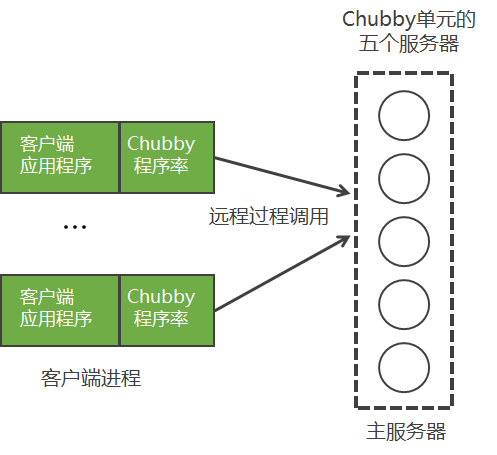 Chubby单元的
五个服务器
客户端
应用程序
Chubby
程序率
远程过程调用
...
客户端
应用程序
Chubby
程序率
客户端进程
主服务器